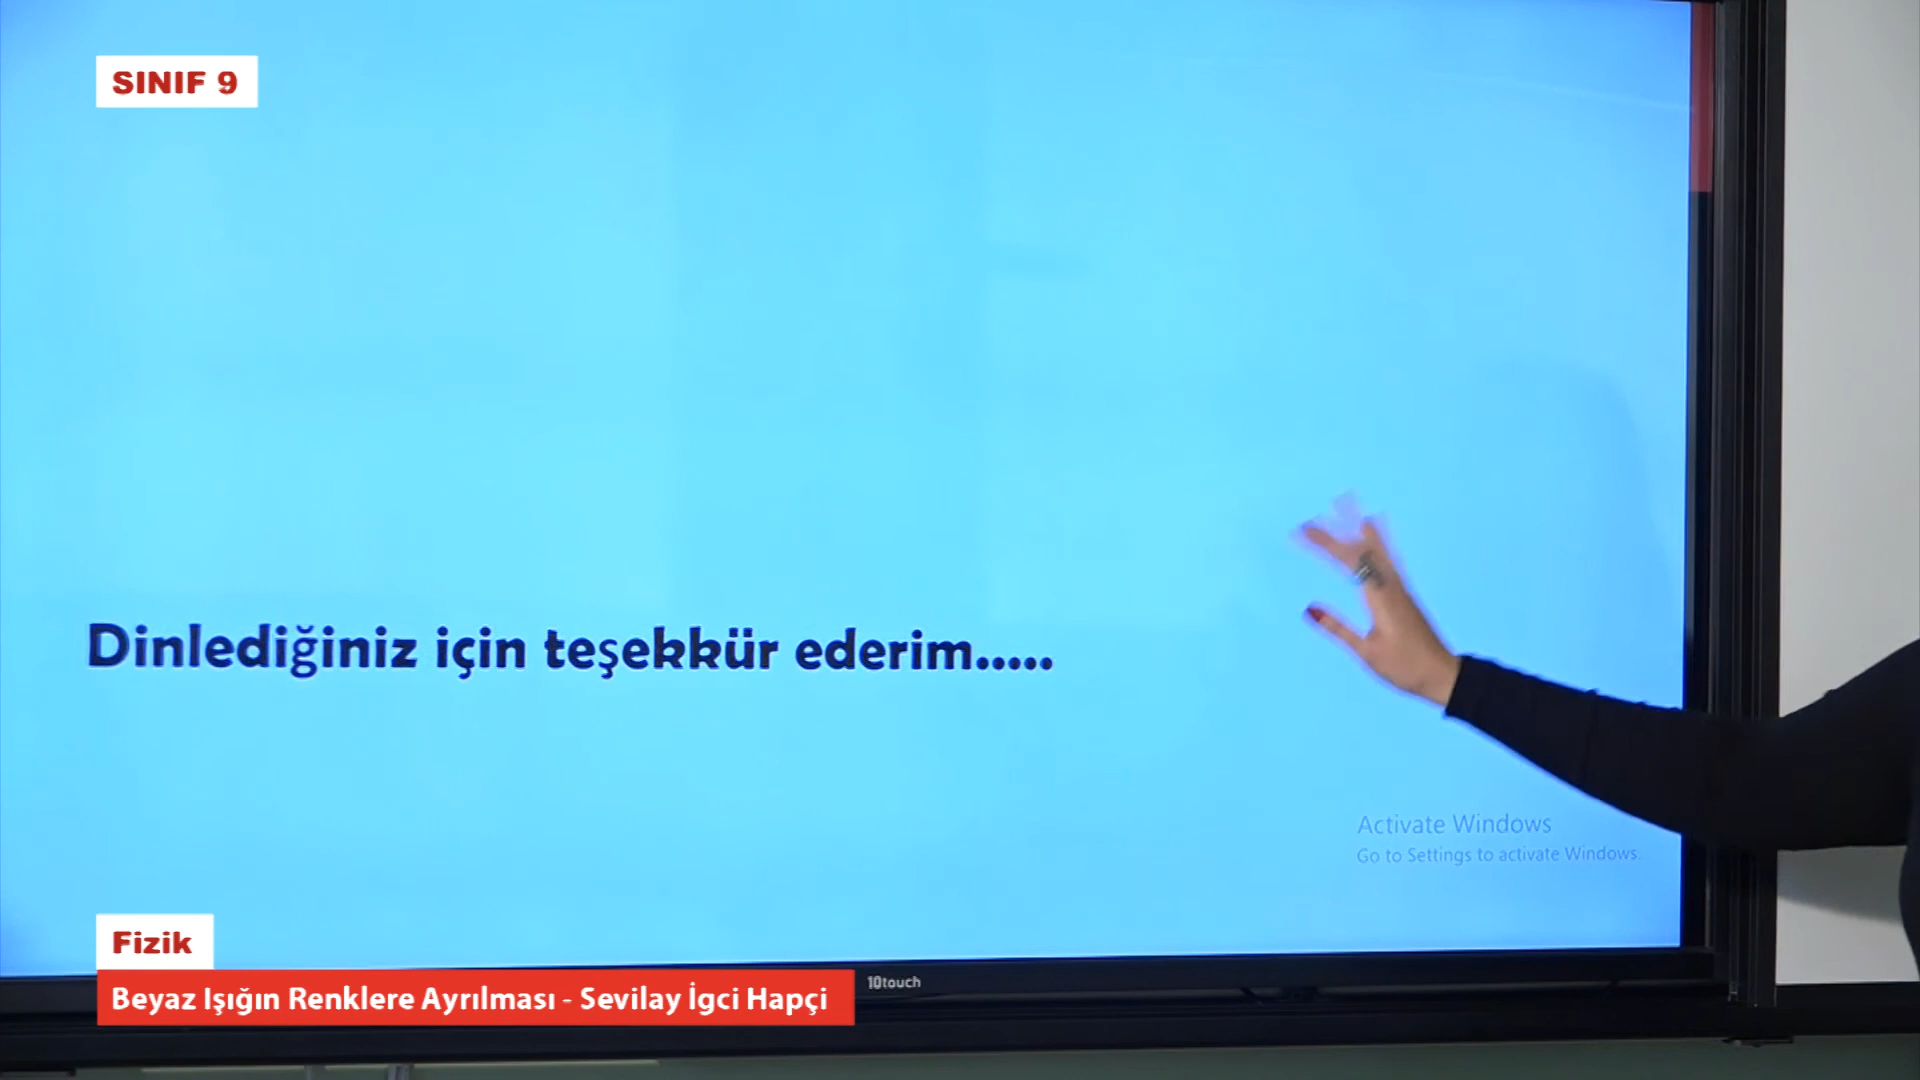 SINIF 9
Dinlediğiniz için teşekkür ederim.....
Activate Windows
Go to Settings to activate Windows.
Fizik
10touch
Beyaz Işığın Renklere Ayrılması - Sevilay İgci Hapçi